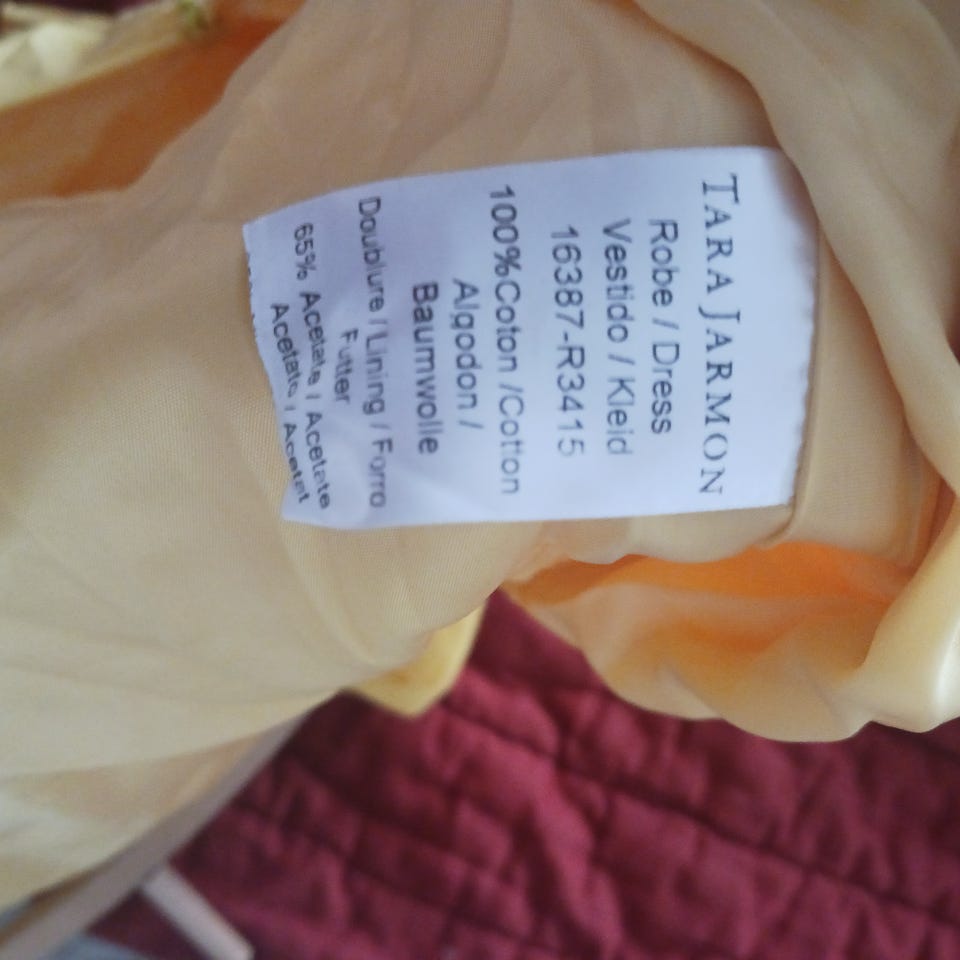 TARA JARMON
Robe / Dress
Vestido / Kleid
16387-R3415
100%Coton /Cotton
Algodon /
Baumwolle
Doublure / Lining / Forro
Futter
65% Acetate / Acetate
Acetato / Acetat